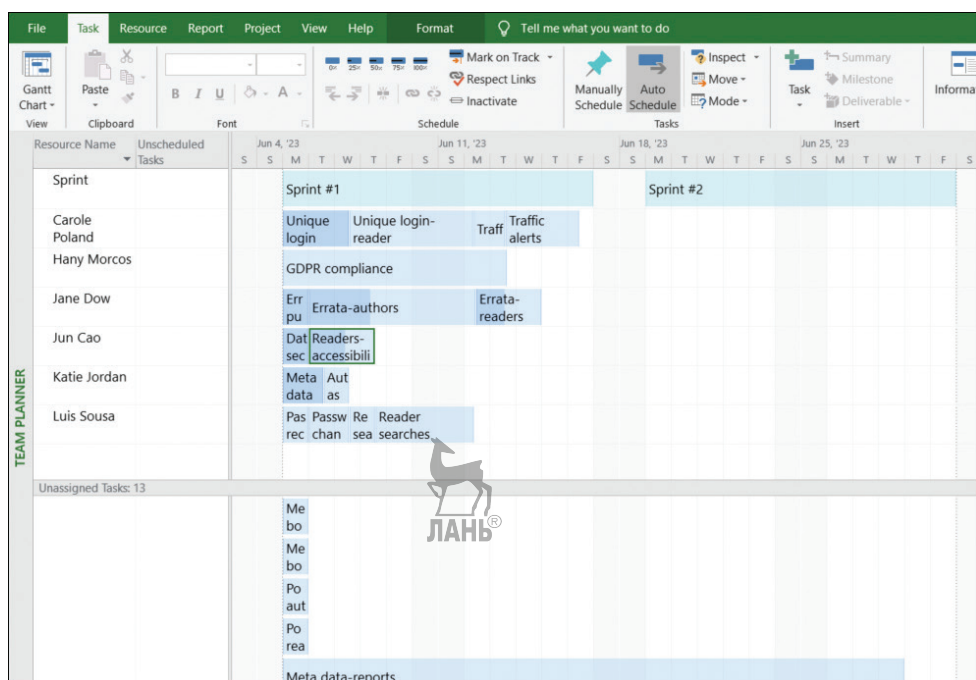 File Task Resource Report Project View Help Format Tell me what you want to do
Gantt Chart
View
Paste
Clipboard
B I U A
Font
0% 25% 50% 75% 100%
Mark on Track
Respect Links
Inactivate
Schedule
Manually Schedule
Auto Schedule
Inspect
Move
Mode
Tasks
Task
Summary
Milestone
Deliverable
Insert
Resource Name Unscheduled Tasks
Jun 4, '23 Jun 11, '23 Jun 18, '23 Jun 25, '23
S S M T W T F S S M T W T F S S M T W T F S S M T W T F S
TEAM PLANNER
Sprint
Sprint #1 Sprint #2
Carole Poland
Unique login
Unique login-reader
Traff
Traffic alerts
Hany Morcos
GDPR compliance
Jane Dow
Err pu
Errata-authors
Errata-readers
Jun Cao
Dat sec
Readers-accessibili
Katie Jordan
Meta data
Aut as
Luis Sousa
Pas rec
Passw chan
Re sea
Reader searches
ЛАНЬ®
Unassigned Tasks: 13
Me bo
Me bo
Po aut
Po rea
Meta data-reports